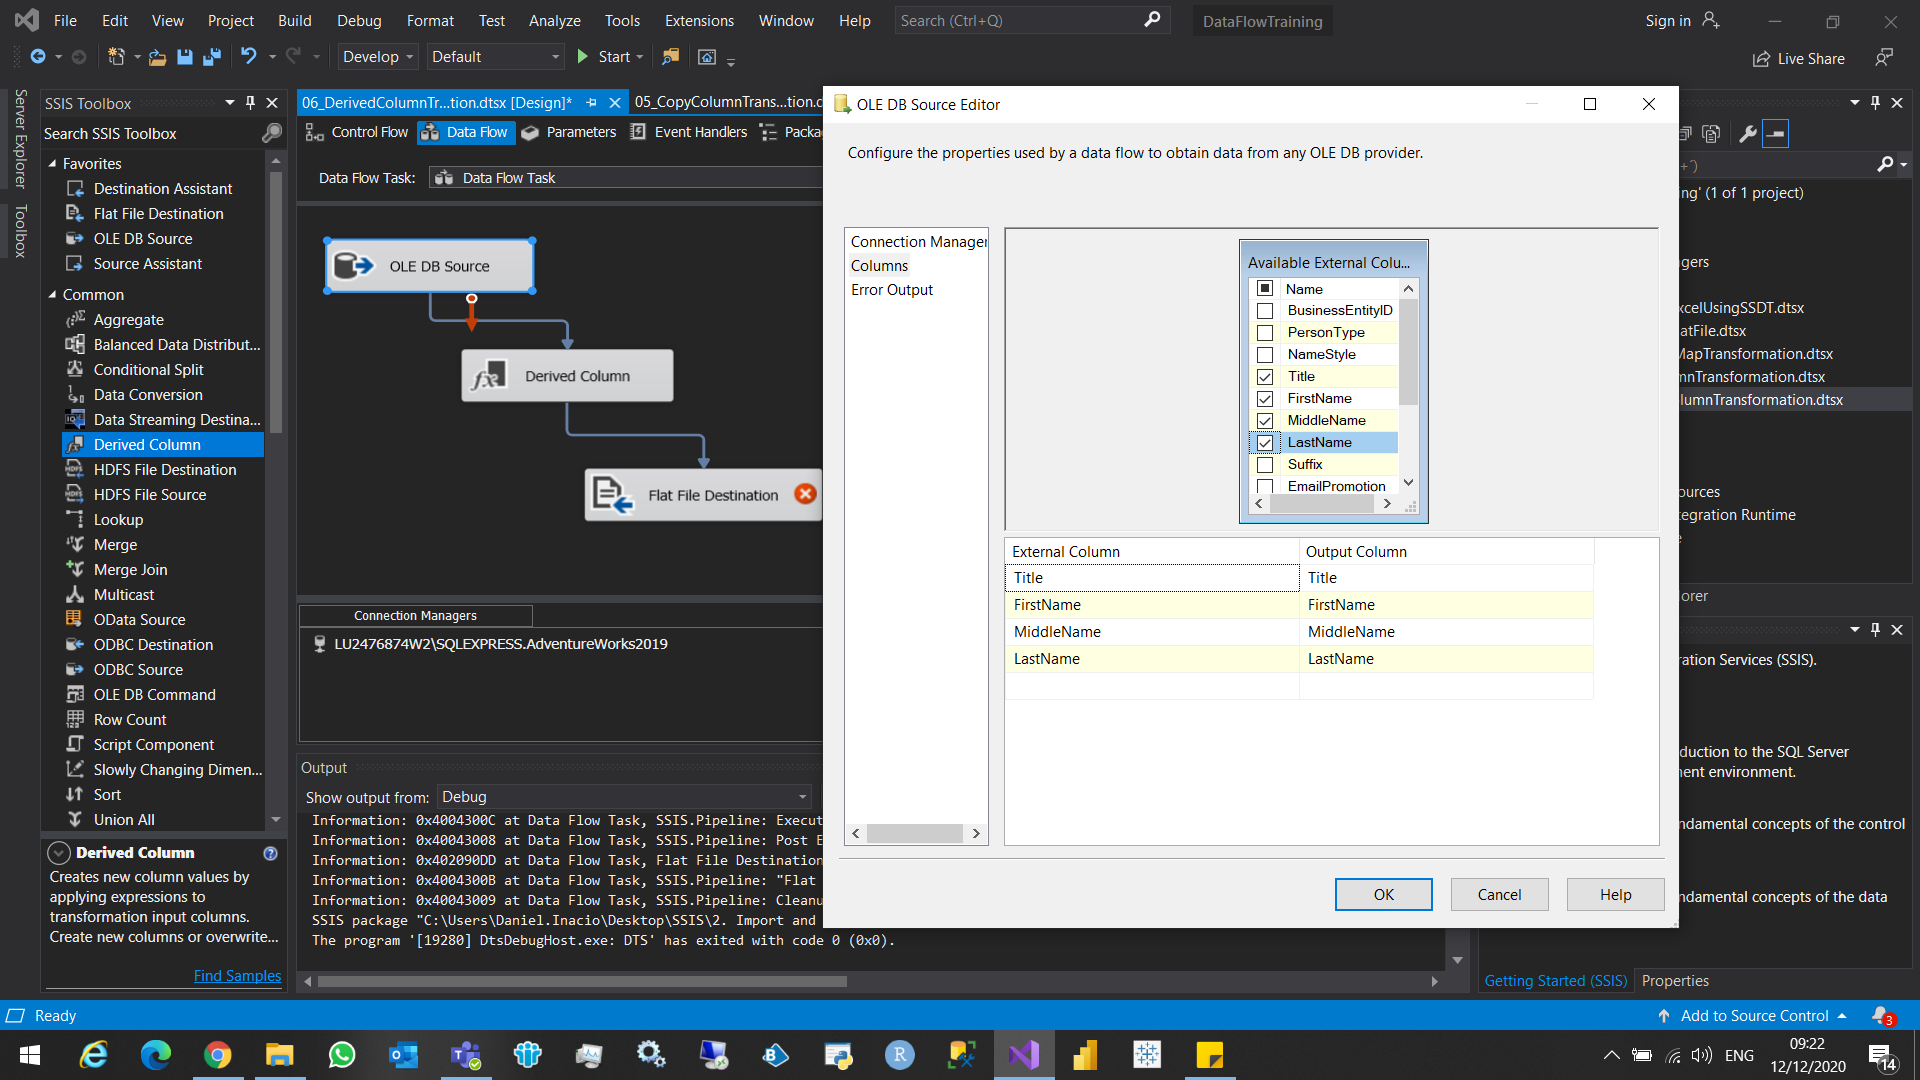 File Edit View Project Build Debug Format Test Analyze Tools Extensions Window Help Search (Ctrl+Q) DataFlowTraining Sign in
Develop Default Start Live Share
Server Explorer
Toolbox
SSIS Toolbox
Search SSIS Toolbox
Favorites
Destination Assistant
Flat File Destination
OLE DB Source
Source Assistant
Common
Aggregate
Balanced Data Distribut...
Conditional Split
Data Conversion
Data Streaming Destina...
Derived Column
HDFS File Destination
HDFS File Source
Lookup
Merge
Merge Join
Multicast
OData Source
ODBC Destination
ODBC Source
OLE DB Command
Row Count
Script Component
Slowly Changing Dimen...
Sort
Union All
Derived Column
Creates new column values by
applying expressions to
transformation input columns.
Create new columns or overwrite...
Find Samples
06_DerivedColumnTr...tion.dtsx [Design]* 05_CopyColumnTrans...tion.d
Control Flow Data Flow Parameters Event Handlers Packa
Data Flow Task: Data Flow Task
OLE DB Source
Derived Column
Flat File Destination
Connection Managers
LU2476874W2\SQLEXPRESS.AdventureWorks2019
Output
Show output from: Debug
Information: 0x4004300C at Data Flow Task, SSIS.Pipeline: Execut
Information: 0x40043008 at Data Flow Task, SSIS.Pipeline: Post E
Information: 0x402090DD at Data Flow Task, Flat File Destination
Information: 0x4004300B at Data Flow Task, SSIS.Pipeline: "Flat
Information: 0x40043009 at Data Flow Task, SSIS.Pipeline: Cleanu
SSIS package "C:\Users\Daniel.Inacio\Desktop\SSIS\2. Import and
The program '[19280] DtsDebugHost.exe: DTS' has exited with code 0 (0x0).
OLE DB Source Editor
Configure the properties used by a data flow to obtain data from any OLE DB provider.
Connection Manager
Columns
Error Output
Available External Colu...
Name
BusinessEntityID
PersonType
NameStyle
Title
FirstName
MiddleName
LastName
Suffix
EmailPromotion
External Column Output Column
Title Title
FirstName FirstName
MiddleName MiddleName
LastName LastName
OK Cancel Help
ing' (1 of 1 project)
gers
xcelUsingSSDT.dtsx
atFile.dtsx
MapTransformation.dtsx
mnTransformation.dtsx
lumnTransformation.dtsx
ources
tegration Runtime
orer
ration Services (SSIS).
duction to the SQL Server
nent environment.
ndamental concepts of the control
ndamental concepts of the data
Getting Started (SSIS) Properties
Ready Add to Source Control 3
ENG 09:22
12/12/2020
14